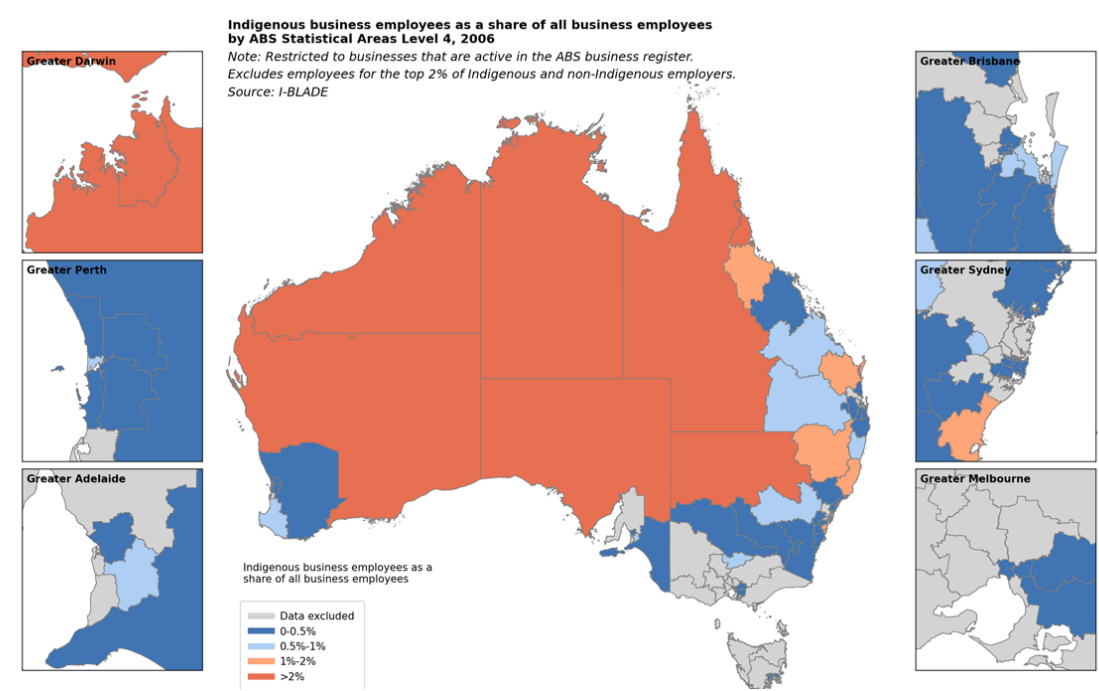 Indigenous business employees as a share of all business employees
by ABS Statistical Areas Level 4, 2006
Note: Restricted to businesses that are active in the ABS business register.
Excludes employees for the top 2% of Indigenous and non-Indigenous employers.
Source: I-BLADE
Greater Darwin
Greater Perth
Greater Adelaide
Greater Brisbane
Greater Sydney
Greater Melbourne
Indigenous business employees as a
share of all business employees
Data excluded
0-0.5%
0.5%-1%
1%-2%
>2%